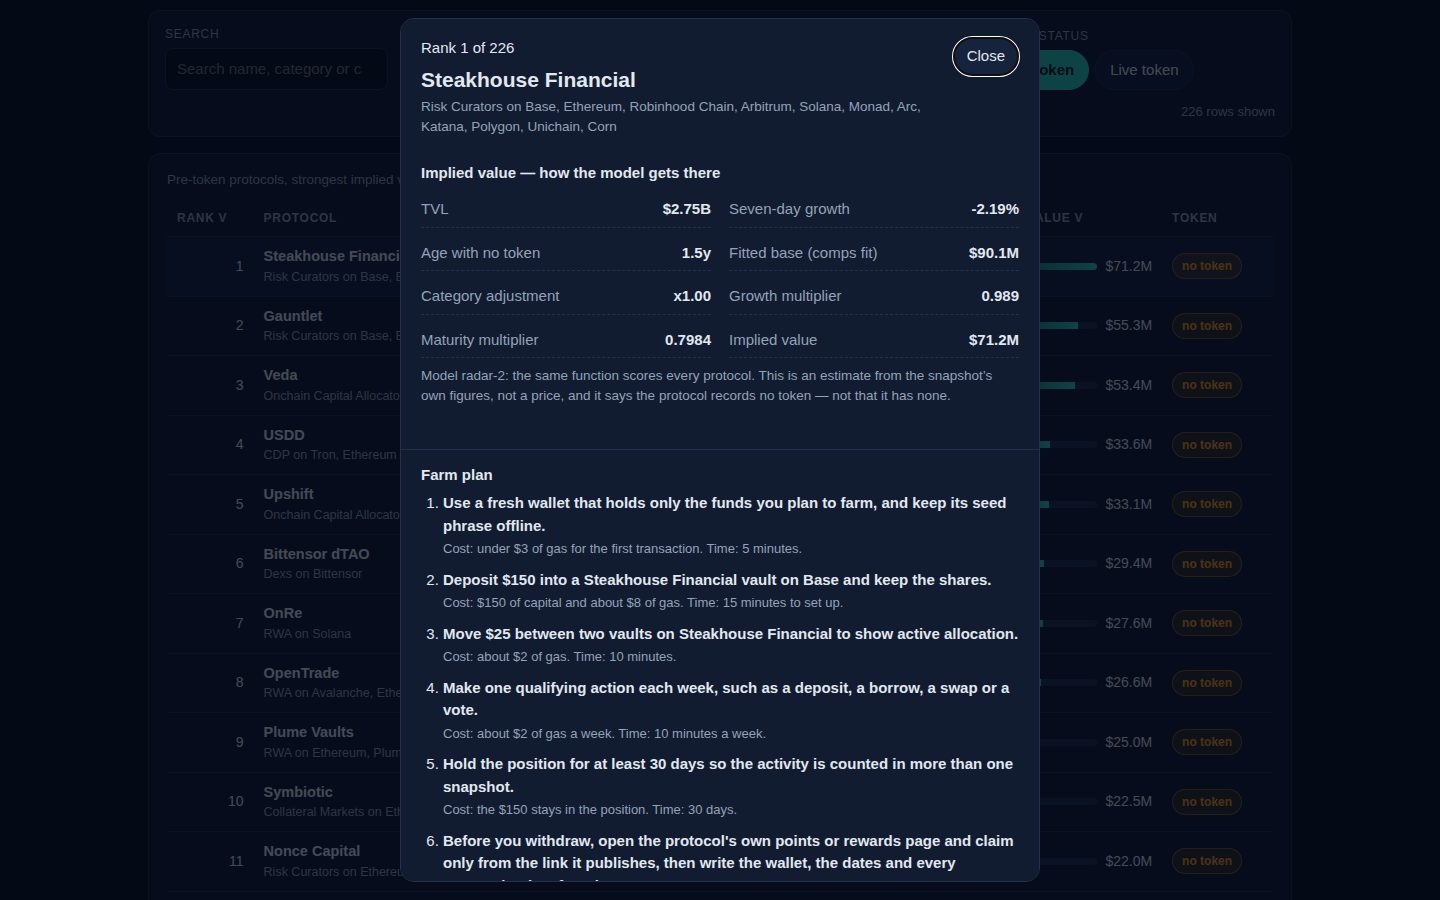 SEARCH
Search name, category or c
STATUS
oken
Live token
226 rows shown
Pre-token protocols, strongest implied v
RANK V
PROTOCOL
ALUE V
TOKEN
1
Steakhouse Financi
Risk Curators on Base, E
$71.2M
no token
2
Gauntlet
Risk Curators on Base, E
$55.3M
no token
3
Veda
Onchain Capital Allocato
$53.4M
no token
4
USDD
CDP on Tron, Ethereum
$33.6M
no token
5
Upshift
Onchain Capital Allocato
$33.1M
no token
6
Bittensor dTAO
Dexs on Bittensor
$29.4M
no token
7
OnRe
RWA on Solana
$27.6M
no token
8
OpenTrade
RWA on Avalanche, Ethe
$26.6M
no token
9
Plume Vaults
RWA on Ethereum, Plum
$25.0M
no token
10
Symbiotic
Collateral Markets on Eth
$22.5M
no token
11
Nonce Capital
Risk Curators on Ethereu
$22.0M
no token
Rank 1 of 226
Close
Steakhouse Financial
Risk Curators on Base, Ethereum, Robinhood Chain, Arbitrum, Solana, Monad, Arc,
Katana, Polygon, Unichain, Corn
Implied value — how the model gets there
TVL $2.75B Seven-day growth -2.19%
Age with no token 1.5y Fitted base (comps fit) $90.1M
Category adjustment x1.00 Growth multiplier 0.989
Maturity multiplier 0.7984 Implied value $71.2M
Model radar-2: the same function scores every protocol. This is an estimate from the snapshot's
own figures, not a price, and it says the protocol records no token — not that it has none.
Farm plan
1. Use a fresh wallet that holds only the funds you plan to farm, and keep its seed
phrase offline.
Cost: under $3 of gas for the first transaction. Time: 5 minutes.
2. Deposit $150 into a Steakhouse Financial vault on Base and keep the shares.
Cost: $150 of capital and about $8 of gas. Time: 15 minutes to set up.
3. Move $25 between two vaults on Steakhouse Financial to show active allocation.
Cost: about $2 of gas. Time: 10 minutes.
4. Make one qualifying action each week, such as a deposit, a borrow, a swap or a
vote.
Cost: about $2 of gas a week. Time: 10 minutes a week.
5. Hold the position for at least 30 days so the activity is counted in more than one
snapshot.
Cost: the $150 stays in the position. Time: 30 days.
6. Before you withdraw, open the protocol's own points or rewards page and claim
only from the link it publishes, then write the wallet, the dates and every